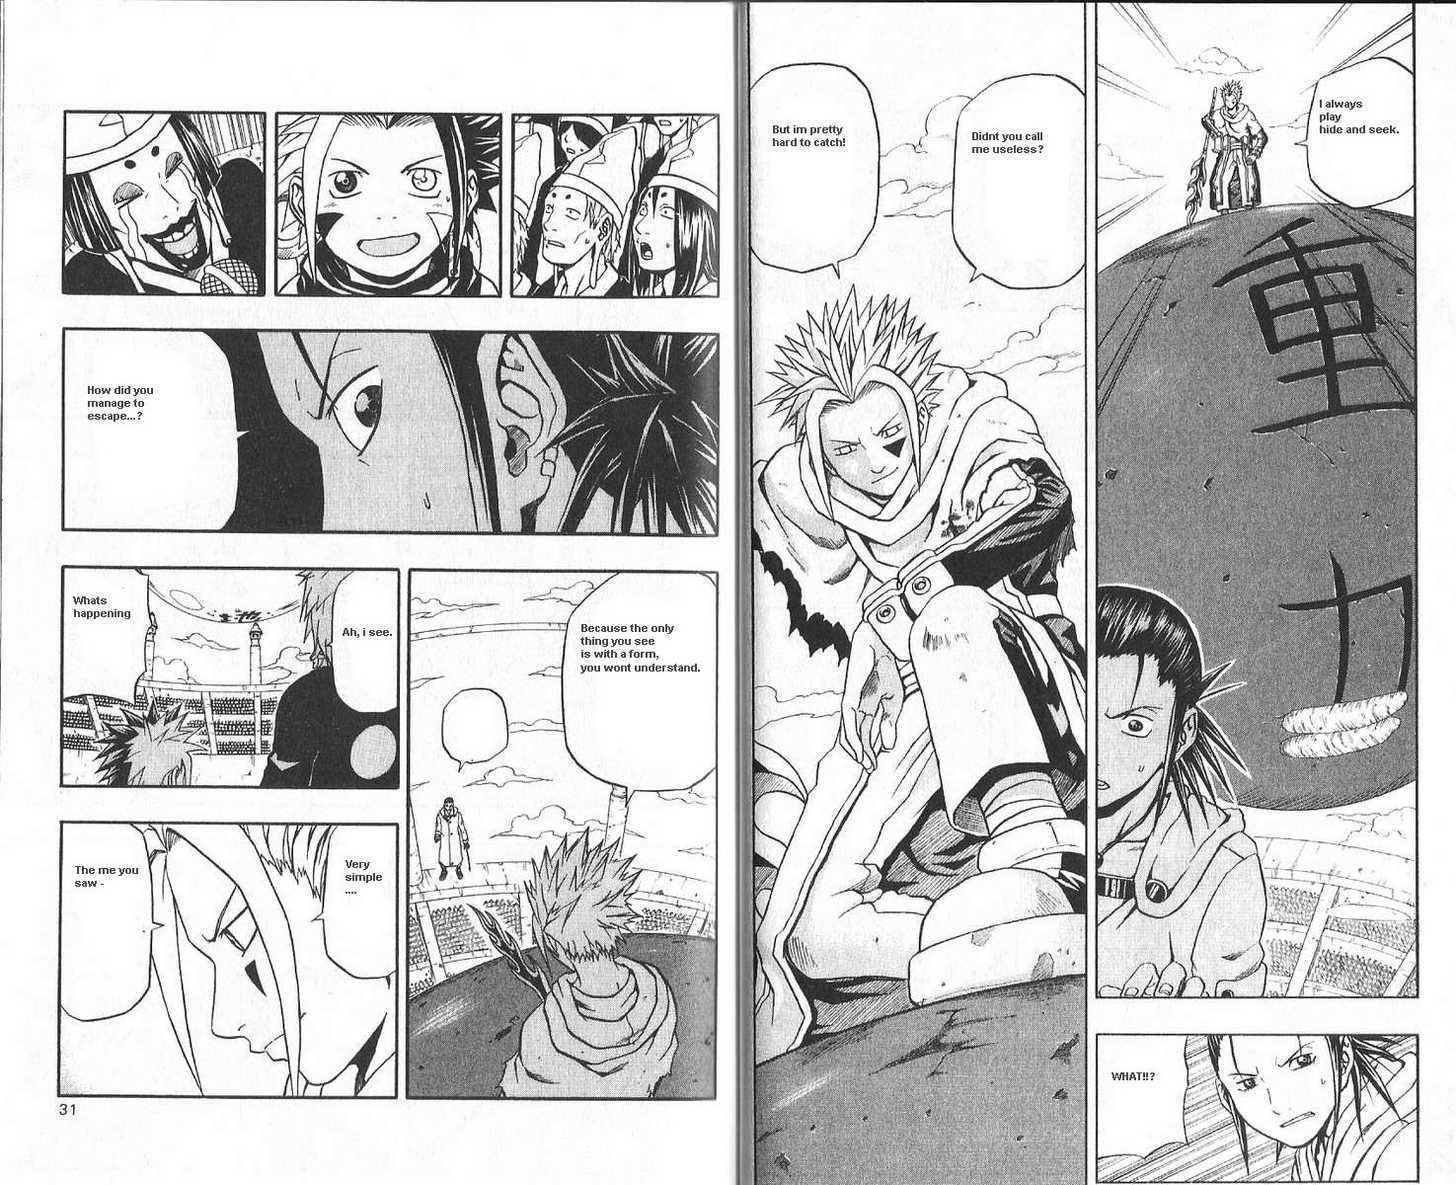 I always
play
hide and seek.
重
力
WHAT!!?
Didnt you call
me useless?
But im pretty
hard to catch!
How did you
manage to
escape...?
Because the only
thing you see
is with a form,
you wont understand.
Ah, i see.
Whats
happening
Very
simple
....
The me you
saw -
31